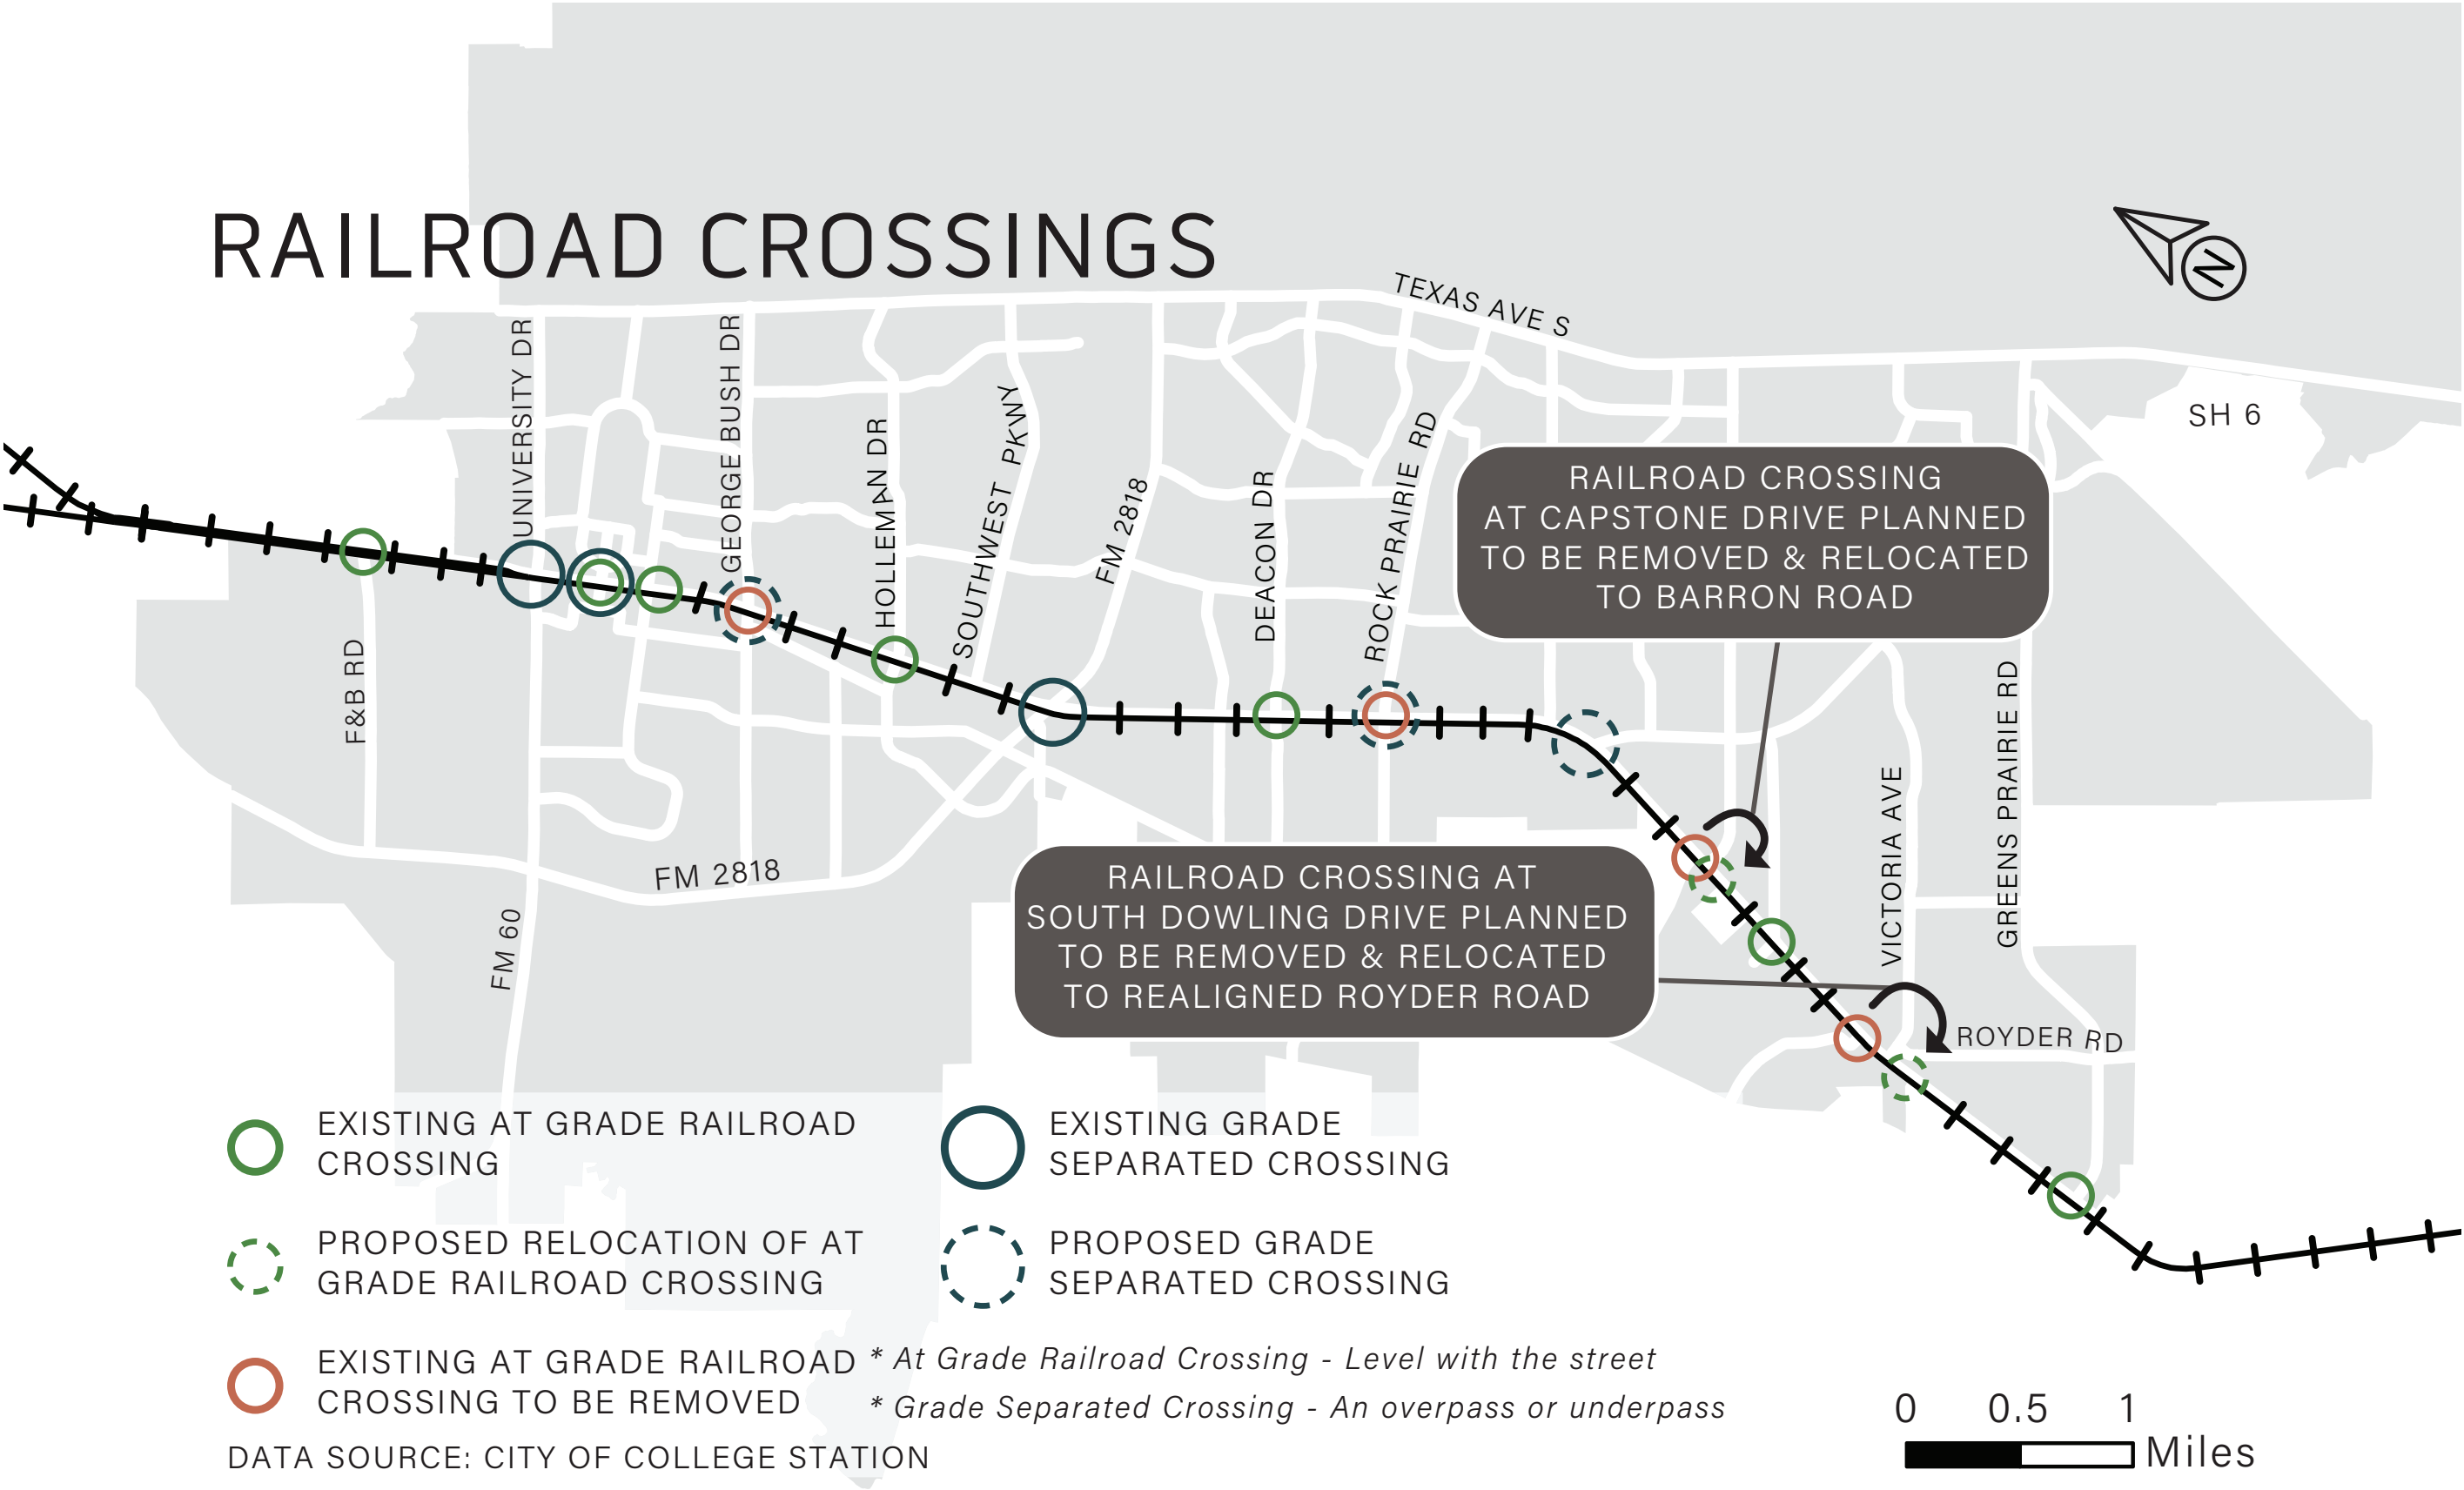 RAILROAD CROSSINGS
TEXAS AVE S
N
SH 6
UNIVERSITY DR
GEORGE BUSH DR
HOLLEMAN DR
SOUTHWEST PKWY
FM 2818
DEACON DR
ROCK PRAIRIE RD
RAILROAD CROSSING
AT CAPSTONE DRIVE PLANNED
TO BE REMOVED & RELOCATED
TO BARRON ROAD
F&B RD
VICTORIA AVE
GREENS PRAIRIE RD
FM 2818
FM 60
RAILROAD CROSSING AT
SOUTH DOWLING DRIVE PLANNED
TO BE REMOVED & RELOCATED
TO REALIGNED ROYDER ROAD
ROYDER RD
EXISTING AT GRADE RAILROAD
CROSSING
PROPOSED RELOCATION OF AT
GRADE RAILROAD CROSSING
EXISTING AT GRADE RAILROAD
CROSSING TO BE REMOVED
EXISTING GRADE
SEPARATED CROSSING
PROPOSED GRADE
SEPARATED CROSSING
* At Grade Railroad Crossing - Level with the street
* Grade Separated Crossing - An overpass or underpass
DATA SOURCE: CITY OF COLLEGE STATION
0 0.5 1
Miles